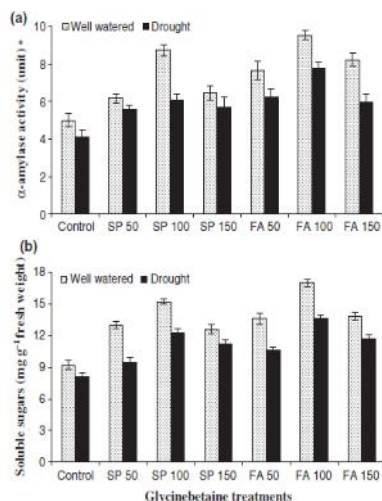 (a)
Well watered Drought
α-amylase activity (unit) *
10
8
6
4
2
0
Control SP 50 SP 100 SP 150 FA 50 FA 100 FA 150
(b)
Well watered Drought
Soluble sugars (mg g⁻¹ fresh weight)
18
15
12
9
6
3
0
Control SP 50 SP 100 SP 150 FA 50 FA 100 FA 150
Glycinebetaine treatments